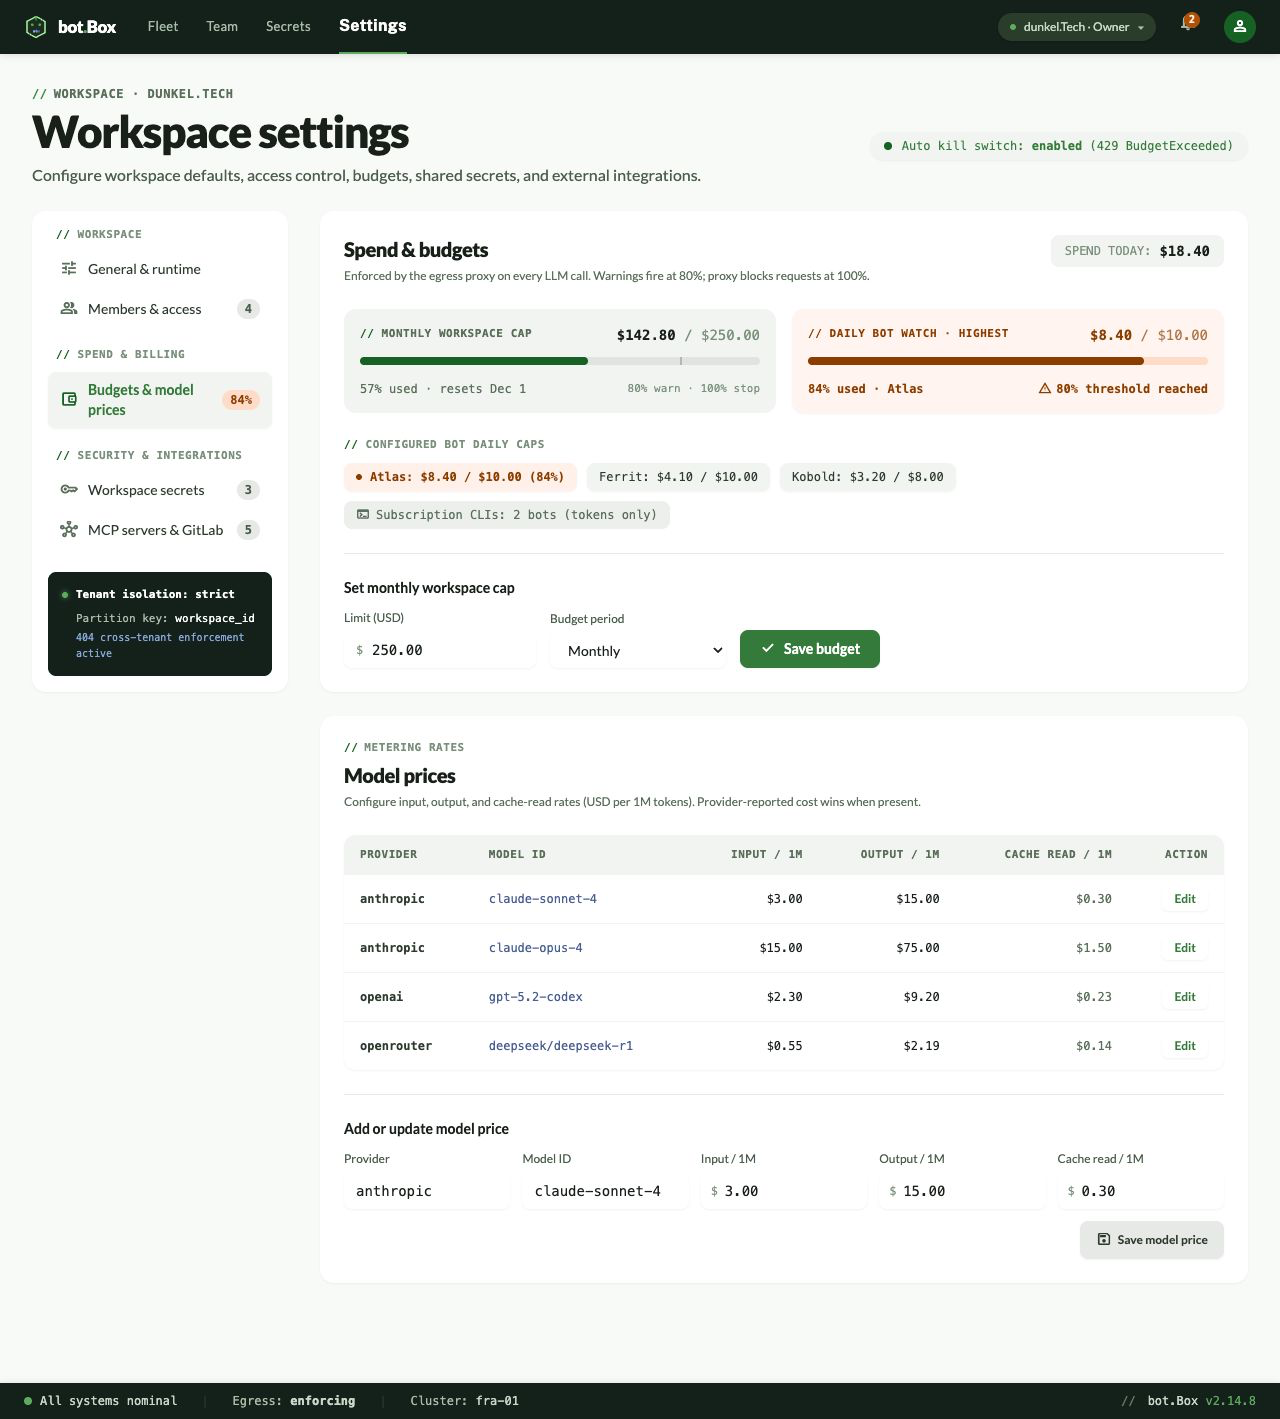 bot.Box Fleet Team Secrets Settings dunkel.Tech · Owner 2
// WORKSPACE · DUNKEL.TECH
Workspace settings
Auto kill switch: enabled (429 BudgetExceeded)
Configure workspace defaults, access control, budgets, shared secrets, and external integrations.
// WORKSPACE
General & runtime
Members & access 4
// SPEND & BILLING
Budgets & model
prices
84%
// SECURITY & INTEGRATIONS
Workspace secrets 3
MCP servers & GitLab 5
Tenant isolation: strict
Partition key: workspace_id
404 cross-tenant enforcement
active
Spend & budgets
SPEND TODAY: $18.40
Enforced by the egress proxy on every LLM call. Warnings fire at 80%; proxy blocks requests at 100%.
// MONTHLY WORKSPACE CAP $142.80 / $250.00
57% used · resets Dec 1 80% warn · 100% stop
// DAILY BOT WATCH · HIGHEST $8.40 / $10.00
84% used · Atlas 80% threshold reached
// CONFIGURED BOT DAILY CAPS
Atlas: $8.40 / $10.00 (84%) Ferrit: $4.10 / $10.00 Kobold: $3.20 / $8.00
Subscription CLIs: 2 bots (tokens only)
Set monthly workspace cap
Limit (USD) Budget period
$ 250.00 Monthly Save budget
// METERING RATES
Model prices
Configure input, output, and cache-read rates (USD per 1M tokens). Provider-reported cost wins when present.
PROVIDER MODEL ID INPUT / 1M OUTPUT / 1M CACHE READ / 1M ACTION
anthropic claude-sonnet-4 $3.00 $15.00 $0.30 Edit
anthropic claude-opus-4 $15.00 $75.00 $1.50 Edit
openai gpt-5.2-codex $2.30 $9.20 $0.23 Edit
openrouter deepseek/deepseek-r1 $0.55 $2.19 $0.14 Edit
Add or update model price
Provider Model ID Input / 1M Output / 1M Cache read / 1M
anthropic claude-sonnet-4 $ 3.00 $ 15.00 $ 0.30
Save model price
All systems nominal | Egress: enforcing | Cluster: fra-01 // bot.Box v2.14.8